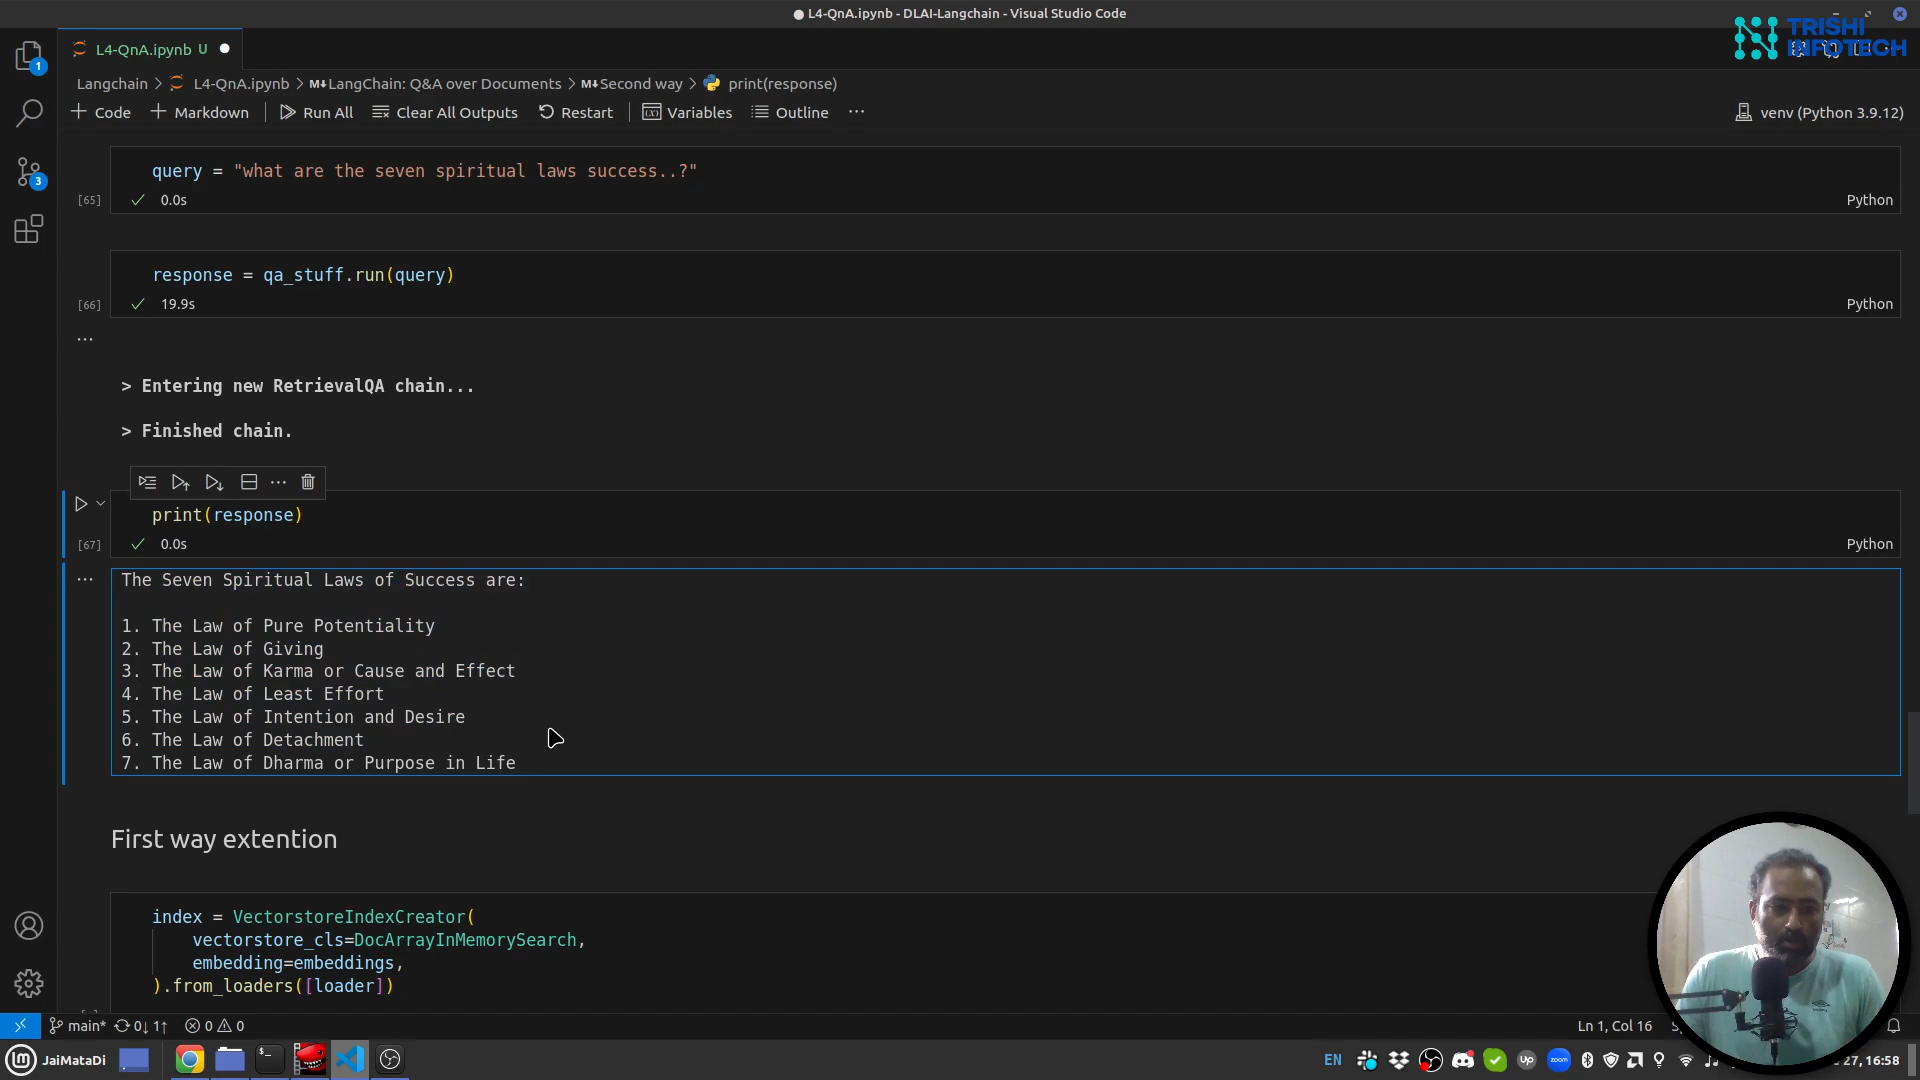 L4-QnA.ipynb - DLAI-Langchain - Visual Studio Code
TRISHI
INFOTECH
L4-QnA.ipynb U
Langchain > L4-QnA.ipynb > M↓LangChain: Q&A over Documents > M↓Second way > print(response)
+ Code + Markdown Run All Clear All Outputs Restart Variables Outline ···
venv (Python 3.9.12)
query = "what are the seven spiritual laws success..?"
[65] ✓ 0.0s Python
response = qa_stuff.run(query)
[66] ✓ 19.9s Python
...
> Entering new RetrievalQA chain...
> Finished chain.
print(response)
[67] ✓ 0.0s Python
... The Seven Spiritual Laws of Success are:
1. The Law of Pure Potentiality
2. The Law of Giving
3. The Law of Karma or Cause and Effect
4. The Law of Least Effort
5. The Law of Intention and Desire
6. The Law of Detachment
7. The Law of Dharma or Purpose in Life
First way extention
index = VectorstoreIndexCreator(
vectorstore_cls=DocArrayInMemorySearch,
embedding=embeddings,
).from_loaders([loader])
main* 0↓ 1↑ 0 0 Ln 1, Col 16
JaiMataDi EN Up zoom 27, 16:58